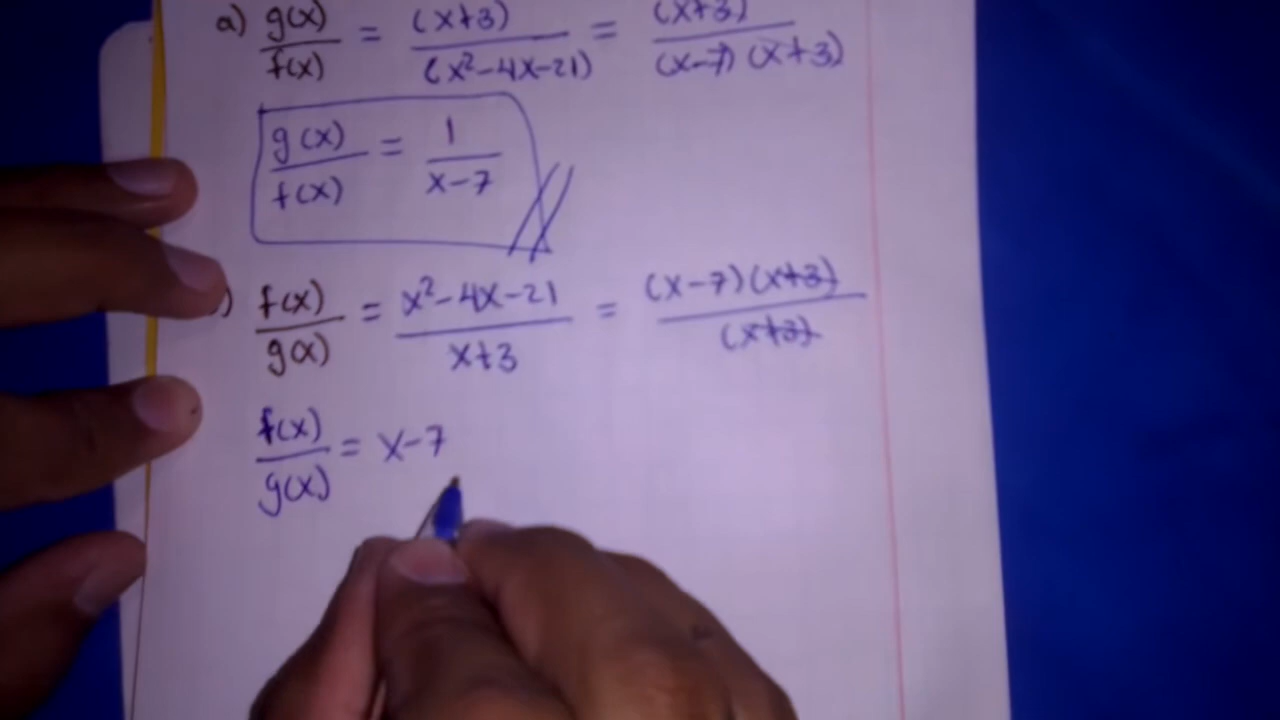 a) g(x)/f(x) = (x+3)/(x²-4x-21) = (x+3)/(x-7)(x+3)
g(x)/f(x) = 1/x-7
) f(x)/g(x) = x²-4x-21/x+3 = (x-7)(x+3)/(x+3)
f(x)/g(x) = x-7